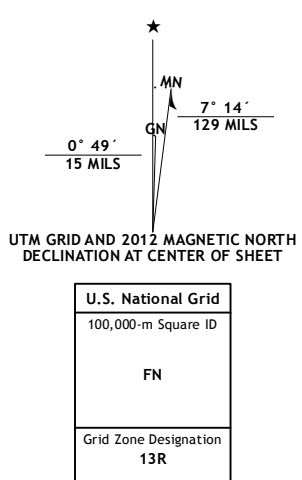 ★
MN
7° 14´
129 MILS
GN
0° 49´
15 MILS
UTM GRID AND 2012 MAGNETIC NORTH
DECLINATION AT CENTER OF SHEET
U.S. National Grid
100,000-m Square ID
FN
Grid Zone Designation
13R